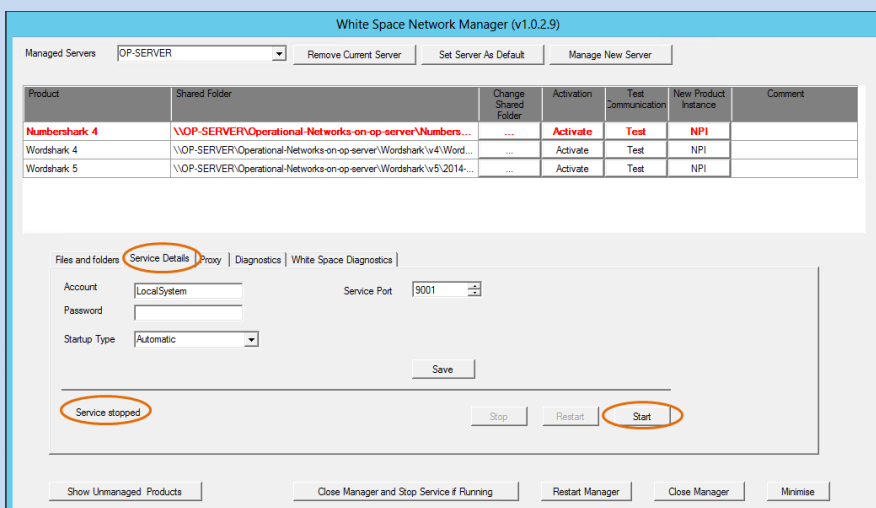 White Space Network Manager (v1.0.2.9)
Managed Servers OP-SERVER Remove Current Server Set Server As Default Manage New Server
Product Shared Folder Change Shared Folder Activation Test Communication New Product Instance Comment
Numbershark 4 \\OP-SERVER\Operational-Networks-on-op-server\Numbers... ... Activate Test NPI
Wordshark 4 \\OP-SERVER\Operational-Networks-on-op-server\Wordshark\v4\Word... ... Activate Test NPI
Wordshark 5 \\OP-SERVER\Operational-Networks-on-op-server\Wordshark\v5\2014-... ... Activate Test NPI
Files and folders Service Details Proxy Diagnostics White Space Diagnostics
Account LocalSystem Service Port 9001
Password
Startup Type Automatic
Save
Service stopped Stop Restart Start
Show Unmanaged Products Close Manager and Stop Service if Running Restart Manager Close Manager Minimise